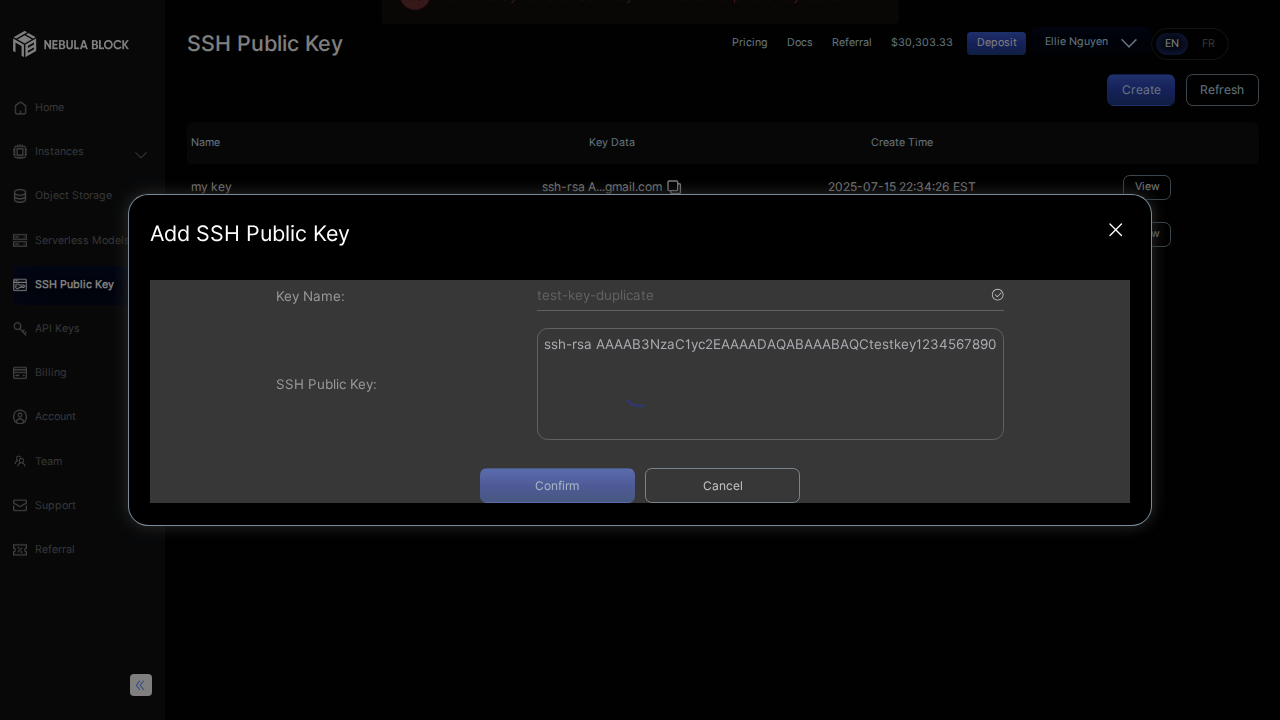 NEBULA BLOCK
SSH Public Key
Pricing
Docs
Referral
$30,303.33
Deposit
Ellie Nguyen
EN
FR
Create
Refresh
Home
Instances
Object Storage
Serverless Models
SSH Public Key
API Keys
Billing
Account
Team
Support
Referral
Name
Key Data
Create Time
my key
ssh-rsa A...gmail.com
2025-07-15 22:34:26 EST
View
Add SSH Public Key
Key Name:
test-key-duplicate
SSH Public Key:
ssh-rsa AAAAB3NzaC1yc2EAAAADAQABAAABAQCtestkey1234567890
Confirm
Cancel